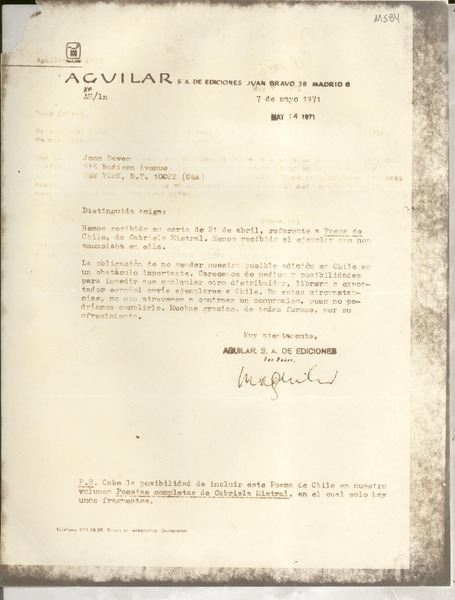 MS84
AGUILAR S. A. DE EDICIONES JUAN BRAVO 38 MADRID 6
AM/ln
7 de mayo 1971
MAY 14 1971
Joan Daves
515 Madison Avenue
NEW YORK, N.Y. 10022 (USA)
Distinguida amiga:
Hemos recibido su carta de 21 de abril, referente a Poema de
Chile, de Gabriela Mistral. Hemos recibido el ejemplar que nos
anunciaba en ella.
La obligación de no vender nuestra posible edición en Chile es
un obstáculo importante. Carecemos de medios y posibilidades
para impedir que cualquier otro distribuidor, librero o expor-
tador español envíe ejemplares a Chile. En estas circunstan-
cias, no nos atrevemos a contraer un compromiso, pues no po-
dríamos cumplirlo. Muchas gracias, de todas formas, por su
ofrecimiento.
Muy atentamente,
AGUILAR, S. A. DE EDICIONES
Por Poder,
P.S. Cabe la posibilidad de incluir este Poema de Chile en nuestro
volumen Poesías completas de Gabriela Mistral, en el cual solo hay
unos fragmentos.